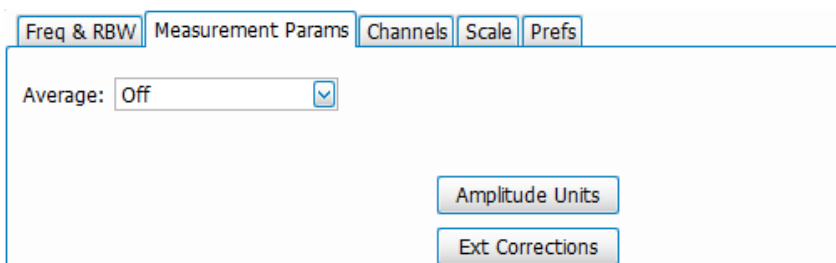 Freq & RBW Measurement Params Channels Scale Prefs
Average: Off
Amplitude Units
Ext Corrections